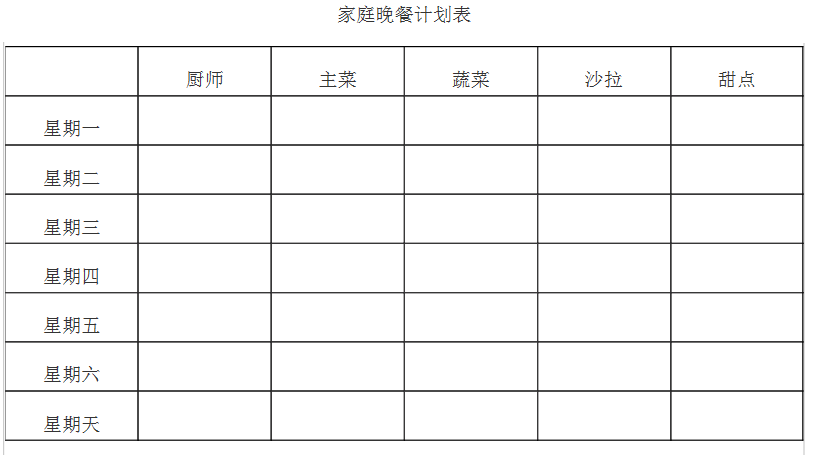 家庭晚餐计划表
厨师 主菜 蔬菜 沙拉 甜点
星期一
星期二
星期三
星期四
星期五
星期六
星期天